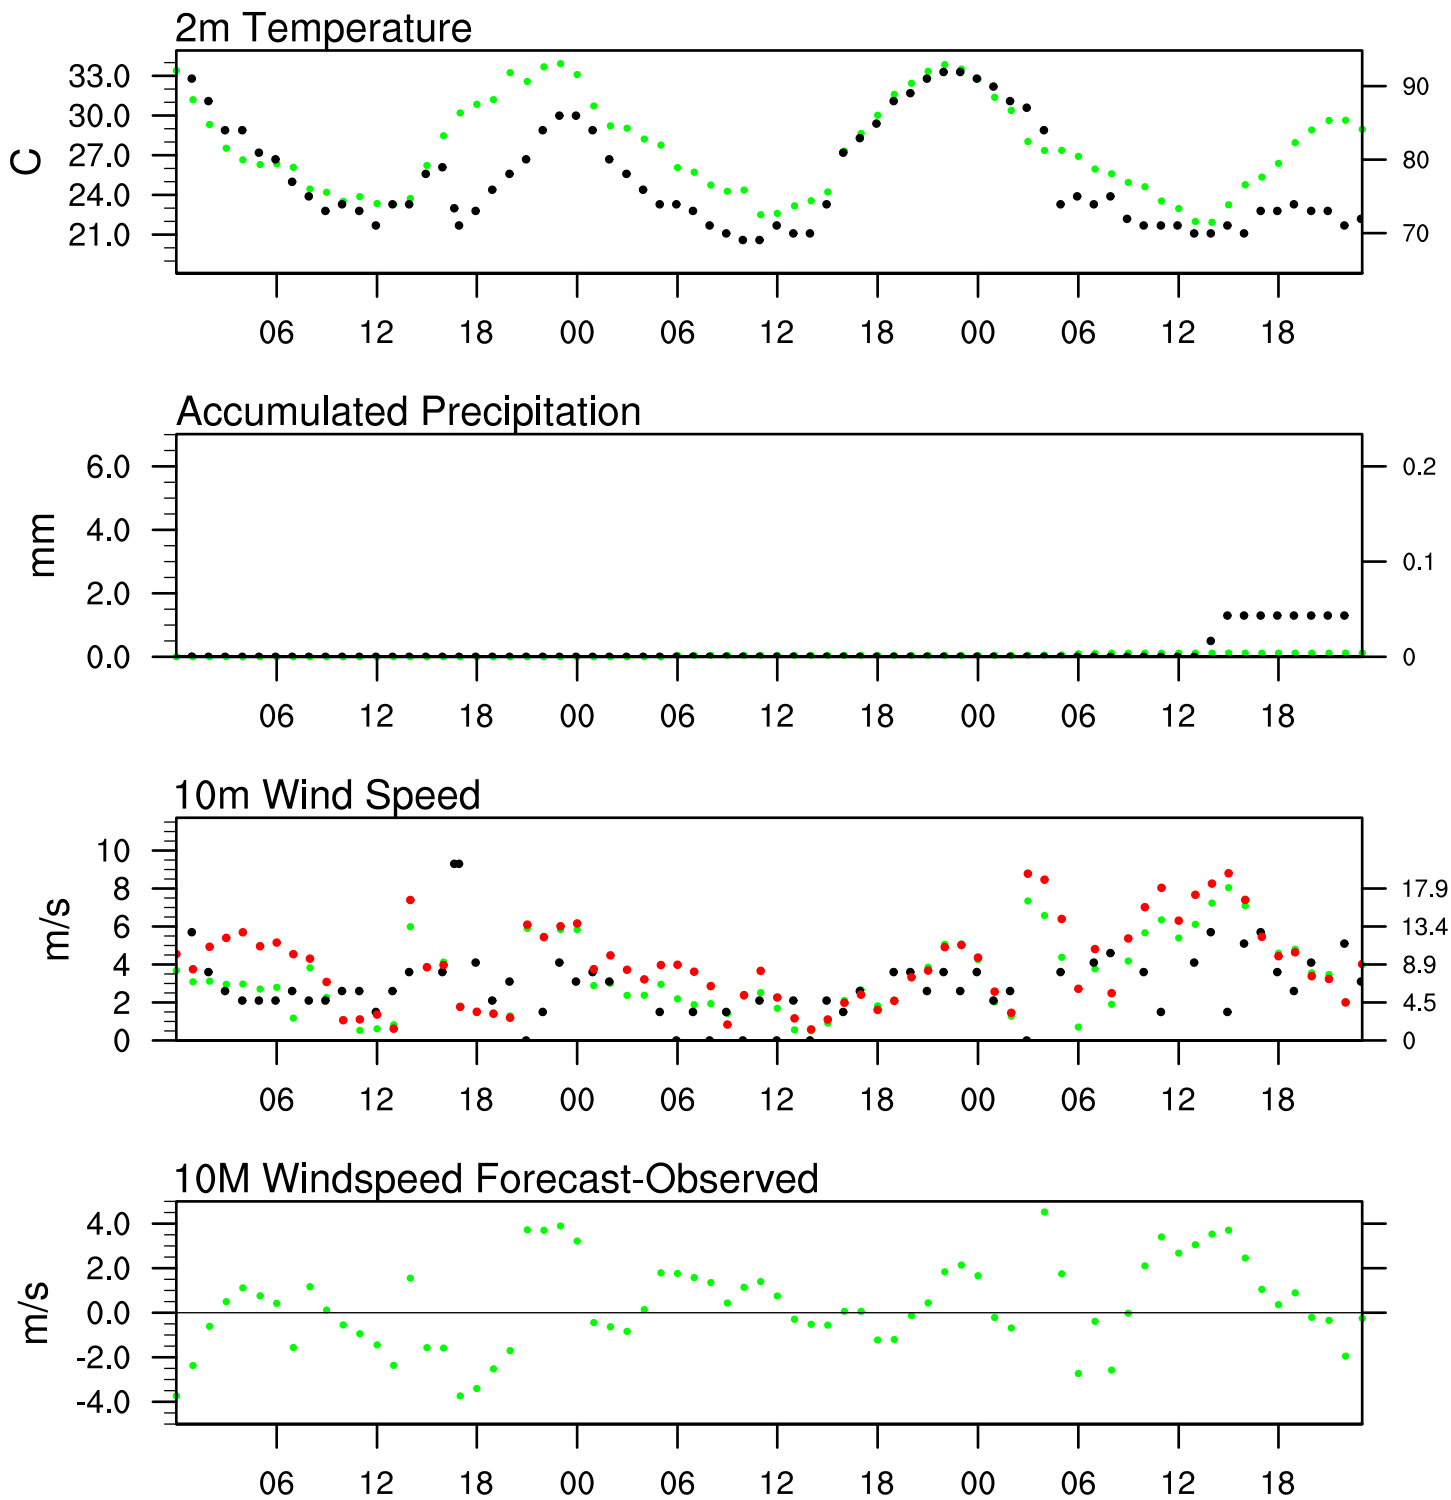 2m Temperature
33.0
30.0
27.0
24.0
21.0
C
90
80
70
06 12 18 00 06 12 18 00 06 12 18
Accumulated Precipitation
6.0
4.0
2.0
0.0
mm
0.2
0.1
0
06 12 18 00 06 12 18 00 06 12 18
10m Wind Speed
10
8
6
4
2
0
m/s
17.9
13.4
8.9
4.5
0
06 12 18 00 06 12 18 00 06 12 18
10M Windspeed Forecast-Observed
4.0
2.0
0.0
-2.0
-4.0
m/s
06 12 18 00 06 12 18 00 06 12 18